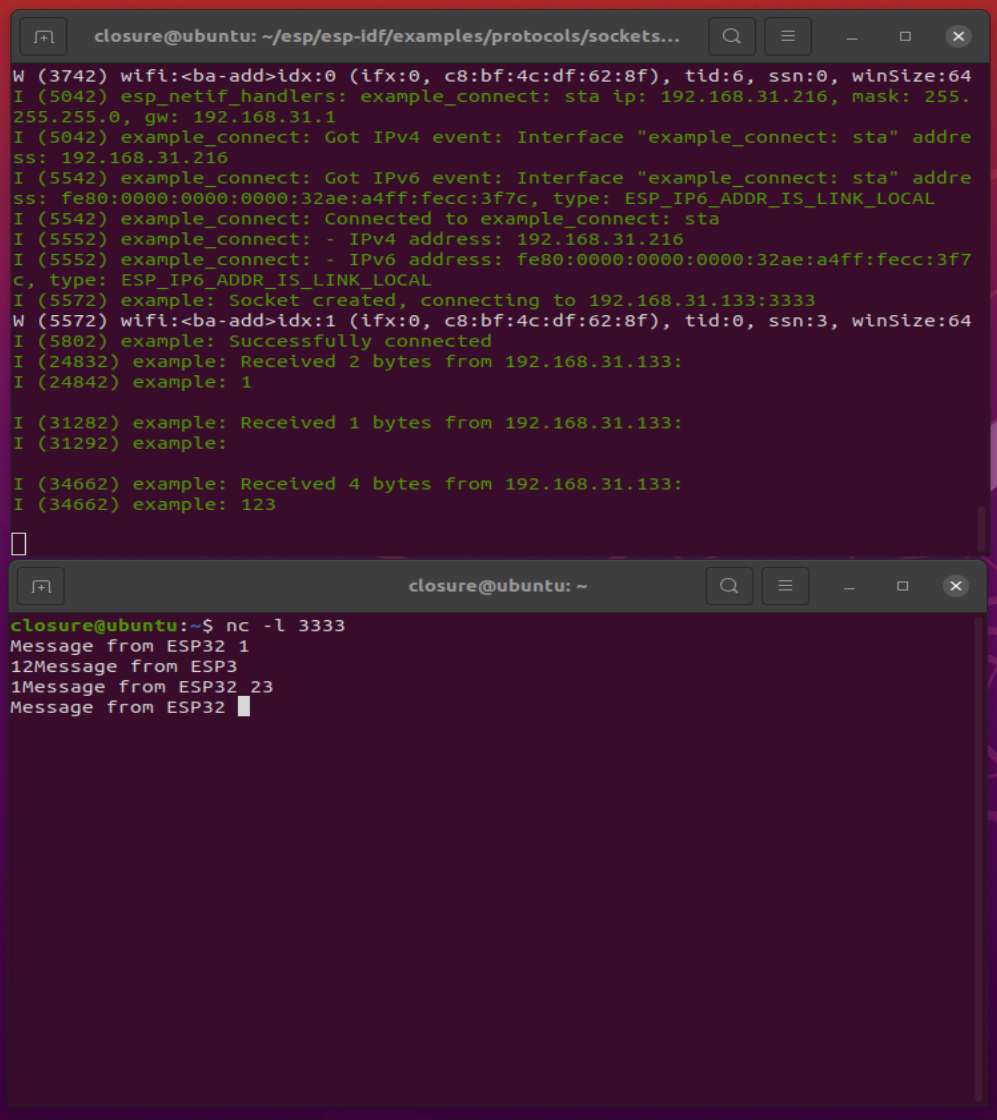 closure@ubuntu: ~/esp/esp-idf/examples/protocols/sockets...
W (3742) wifi:<ba-add>idx:0 (ifx:0, c8:bf:4c:df:62:8f), tid:6, ssn:0, winSize:64
I (5042) esp_netif_handlers: example_connect: sta ip: 192.168.31.216, mask: 255.
255.255.0, gw: 192.168.31.1
I (5042) example_connect: Got IPv4 event: Interface "example_connect: sta" addre
ss: 192.168.31.216
I (5542) example_connect: Got IPv6 event: Interface "example_connect: sta" addre
ss: fe80:0000:0000:0000:32ae:a4ff:fecc:3f7c, type: ESP_IP6_ADDR_IS_LINK_LOCAL
I (5542) example_connect: Connected to example_connect: sta
I (5552) example_connect: - IPv4 address: 192.168.31.216
I (5552) example_connect: - IPv6 address: fe80:0000:0000:0000:32ae:a4ff:fecc:3f7
c, type: ESP_IP6_ADDR_IS_LINK_LOCAL
I (5572) example: Socket created, connecting to 192.168.31.133:3333
W (5572) wifi:<ba-add>idx:1 (ifx:0, c8:bf:4c:df:62:8f), tid:0, ssn:3, winSize:64
I (5802) example: Successfully connected
I (24832) example: Received 2 bytes from 192.168.31.133:
I (24842) example: 1
I (31282) example: Received 1 bytes from 192.168.31.133:
I (31292) example:
I (34662) example: Received 4 bytes from 192.168.31.133:
I (34662) example: 123
closure@ubuntu: ~
closure@ubuntu:~$ nc -l 3333
Message from ESP32 1
12Message from ESP3
1Message from ESP32 23
Message from ESP32